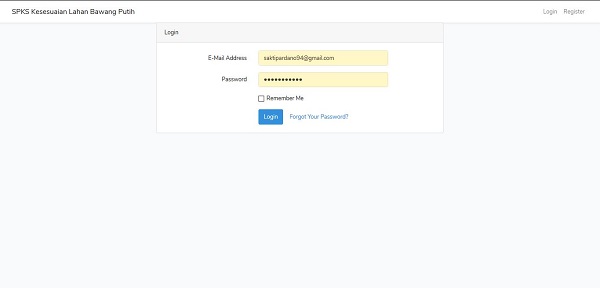 SPKS Kesesuaian Lahan Bawang Putih
Login Register
Login
E-Mail Address saktipardano94@gmail.com
Password ●●●●●●●●●●●
Remember Me
Login Forgot Your Password?